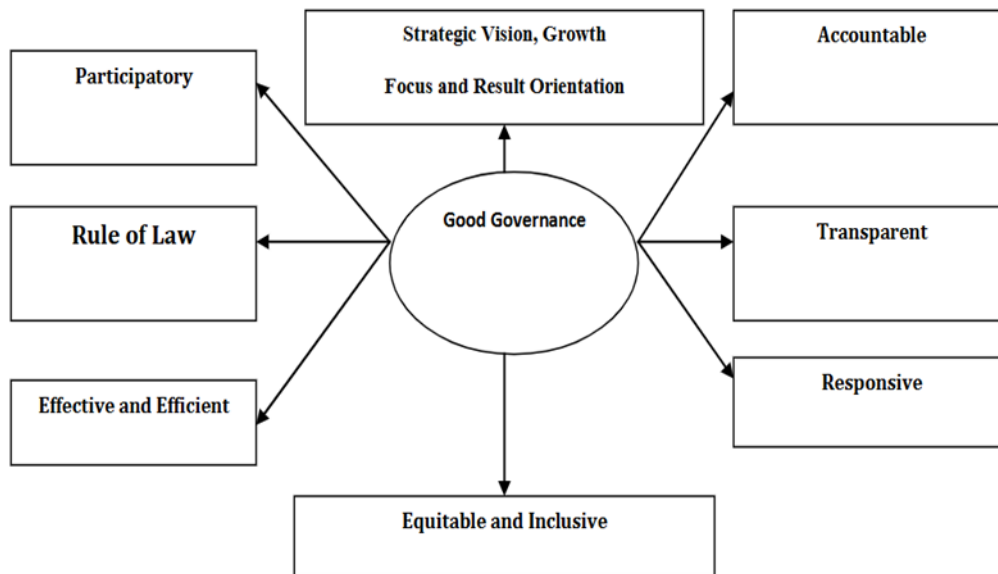 Strategic Vision, Growth
Focus and Result Orientation
Accountable
Participatory
Good Governance
Rule of Law
Transparent
Effective and Efficient
Responsive
Equitable and Inclusive